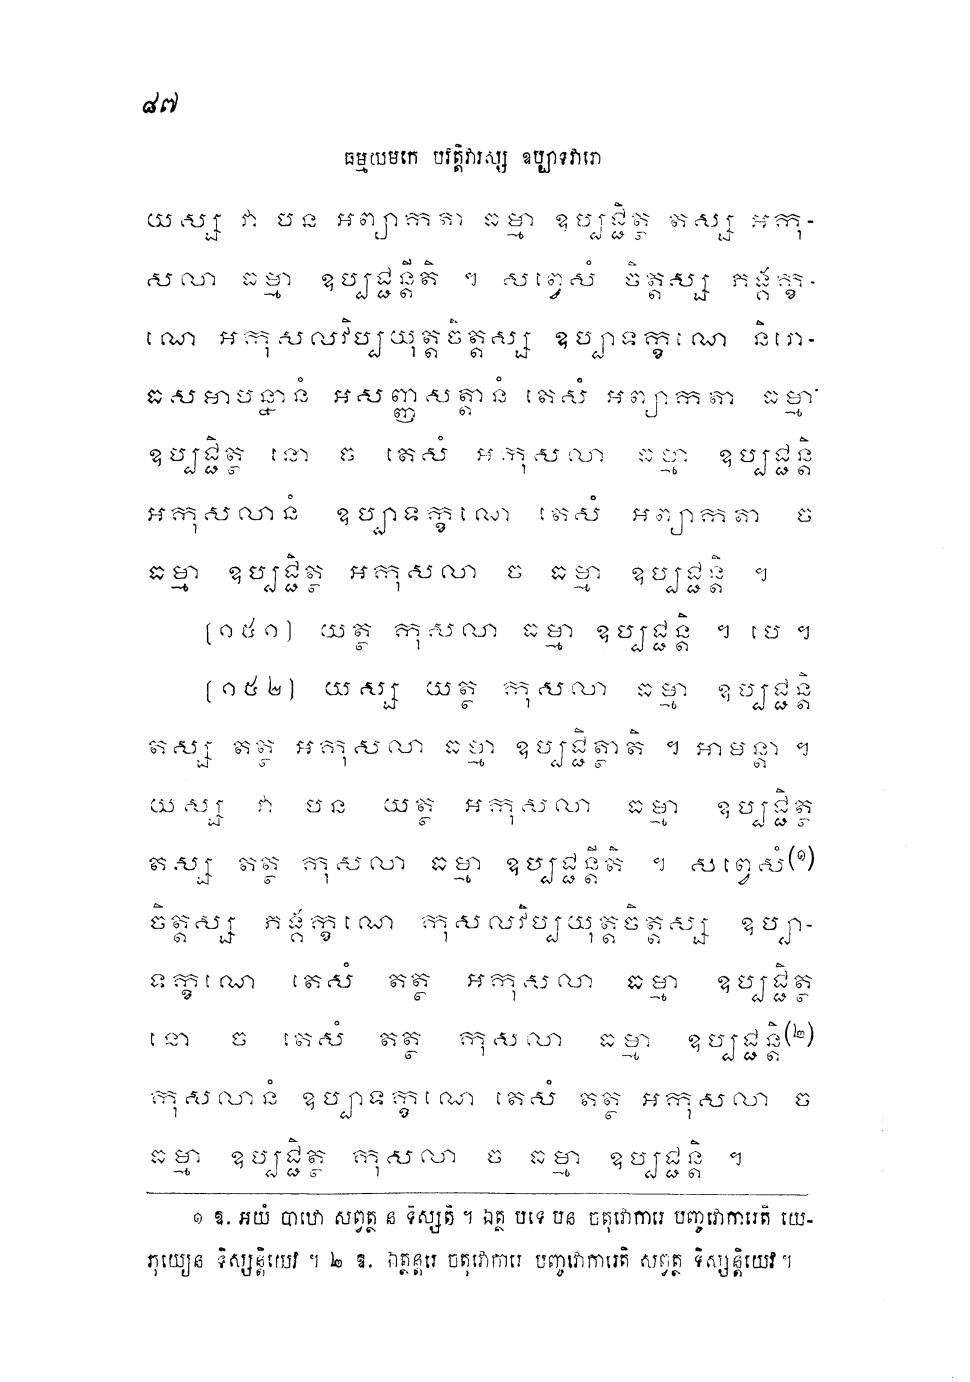 ៨៧
ធម្មយមកេ បវត្តិវារស្ស ឧប្បាទវារោ
យស្ស វា បន អព្យាកតា ធម្មា ឧប្បជ្ជិត្ថ តស្ស អកុ-
សលា ធម្មា ឧប្បជ្ជន្តីតិ ។ សព្វេសំ ចិត្តស្ស ភង្គក្ខ-
ណេ អកុសលវិប្បយុត្តចិត្តស្ស ឧប្បាទក្ខណេ និរោ-
ធសមាបន្នានំ អសញ្ញសត្តានំ តេសំ អព្យាកតា ធម្មា
ឧប្បជ្ជិត្ថ នោ ច តេសំ អកុសលា ធម្មា ឧប្បជ្ជន្តិ
អកុសលានំ ឧប្បាទក្ខណេ តេសំ អព្យាកតា ច
ធម្មា ឧប្បជ្ជិត្ថ អកុសលា ច ធម្មា ឧប្បជ្ជន្តិ ។
(១៥១) យត្ថ កុសលា ធម្មា ឧប្បជ្ជន្តិ ។ បេ ។
(១៥២) យស្ស យត្ថ កុសលា ធម្មា ឧប្បជ្ជន្តិ
តស្ស តត្ថ អកុសលា ធម្មា ឧប្បជ្ជិត្ថាតិ ។ អាមន្តា ។
យស្ស វា បន យត្ថ អកុសលា ធម្មា ឧប្បជ្ជិត្ថ
តស្ស តត្ថ កុសលា ធម្មា ឧប្បជ្ជន្តីតិ ។ សព្វេសំ(១)
ចិត្តស្ស ភង្គក្ខណេ កុសលវិប្បយុត្តចិត្តស្ស ឧប្បា-
ទក្ខណេ តេសំ តត្ថ អកុសលា ធម្មា ឧប្បជ្ជិត្ថ
នោ ច តេសំ តត្ថ កុសលា ធម្មា ឧប្បជ្ជន្តិ(២)
កុសលានំ ឧប្បាទក្ខណេ តេសំ តត្ថ អកុសលា ច
ធម្មា ឧប្បជ្ជិត្ថ កុសលា ច ធម្មា ឧប្បជ្ជន្តិ ។
១ ឱ. អយំ បាឋោ សព្វត្ថ ន ទិស្សតិ ។ ឯត្ថ បទេ បន ចតុវោការេ បញ្ចវោការេតិ យេ-
ភុយ្យេន ទិស្សន្តិយេវ ។ ២ ឱ. ឯត្ថន្តរេ ចតុវោការេ បញ្ចវោការេតិ សព្វត្ថ ទិស្សន្តិយេវ ។